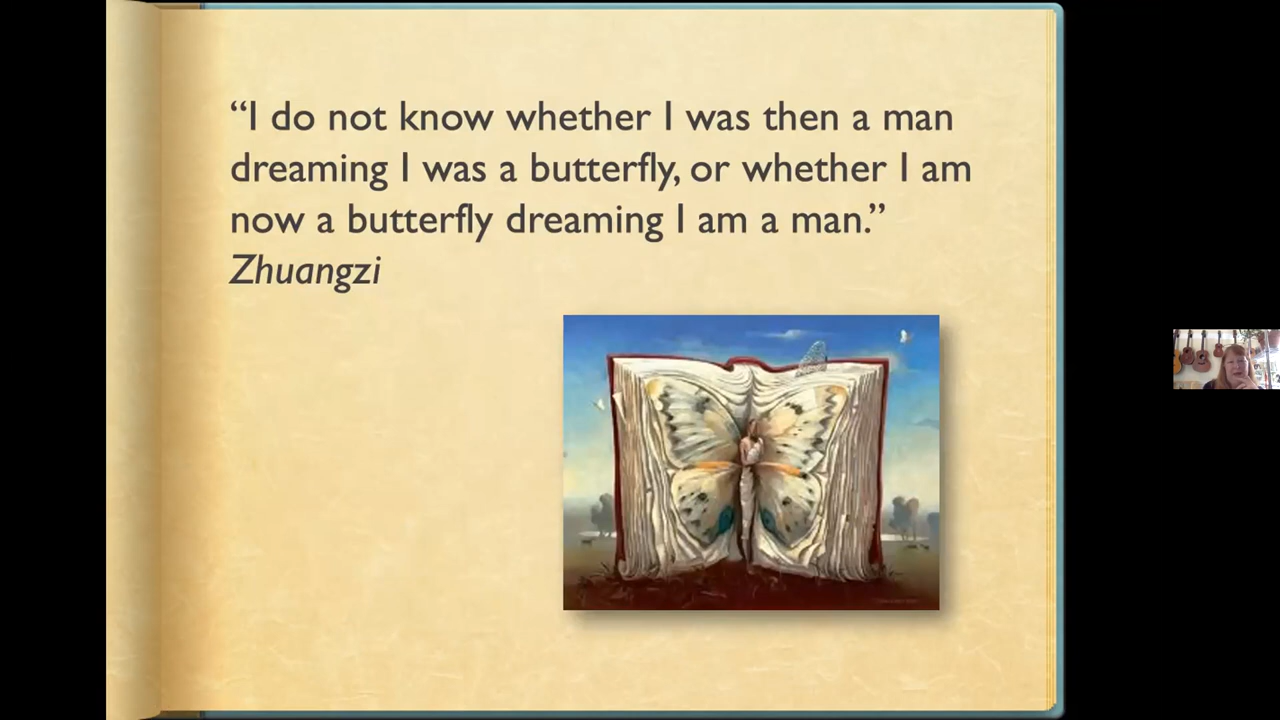 “I do not know whether I was then a man
dreaming I was a butterfly, or whether I am
now a butterfly dreaming I am a man.”
Zhuangzi